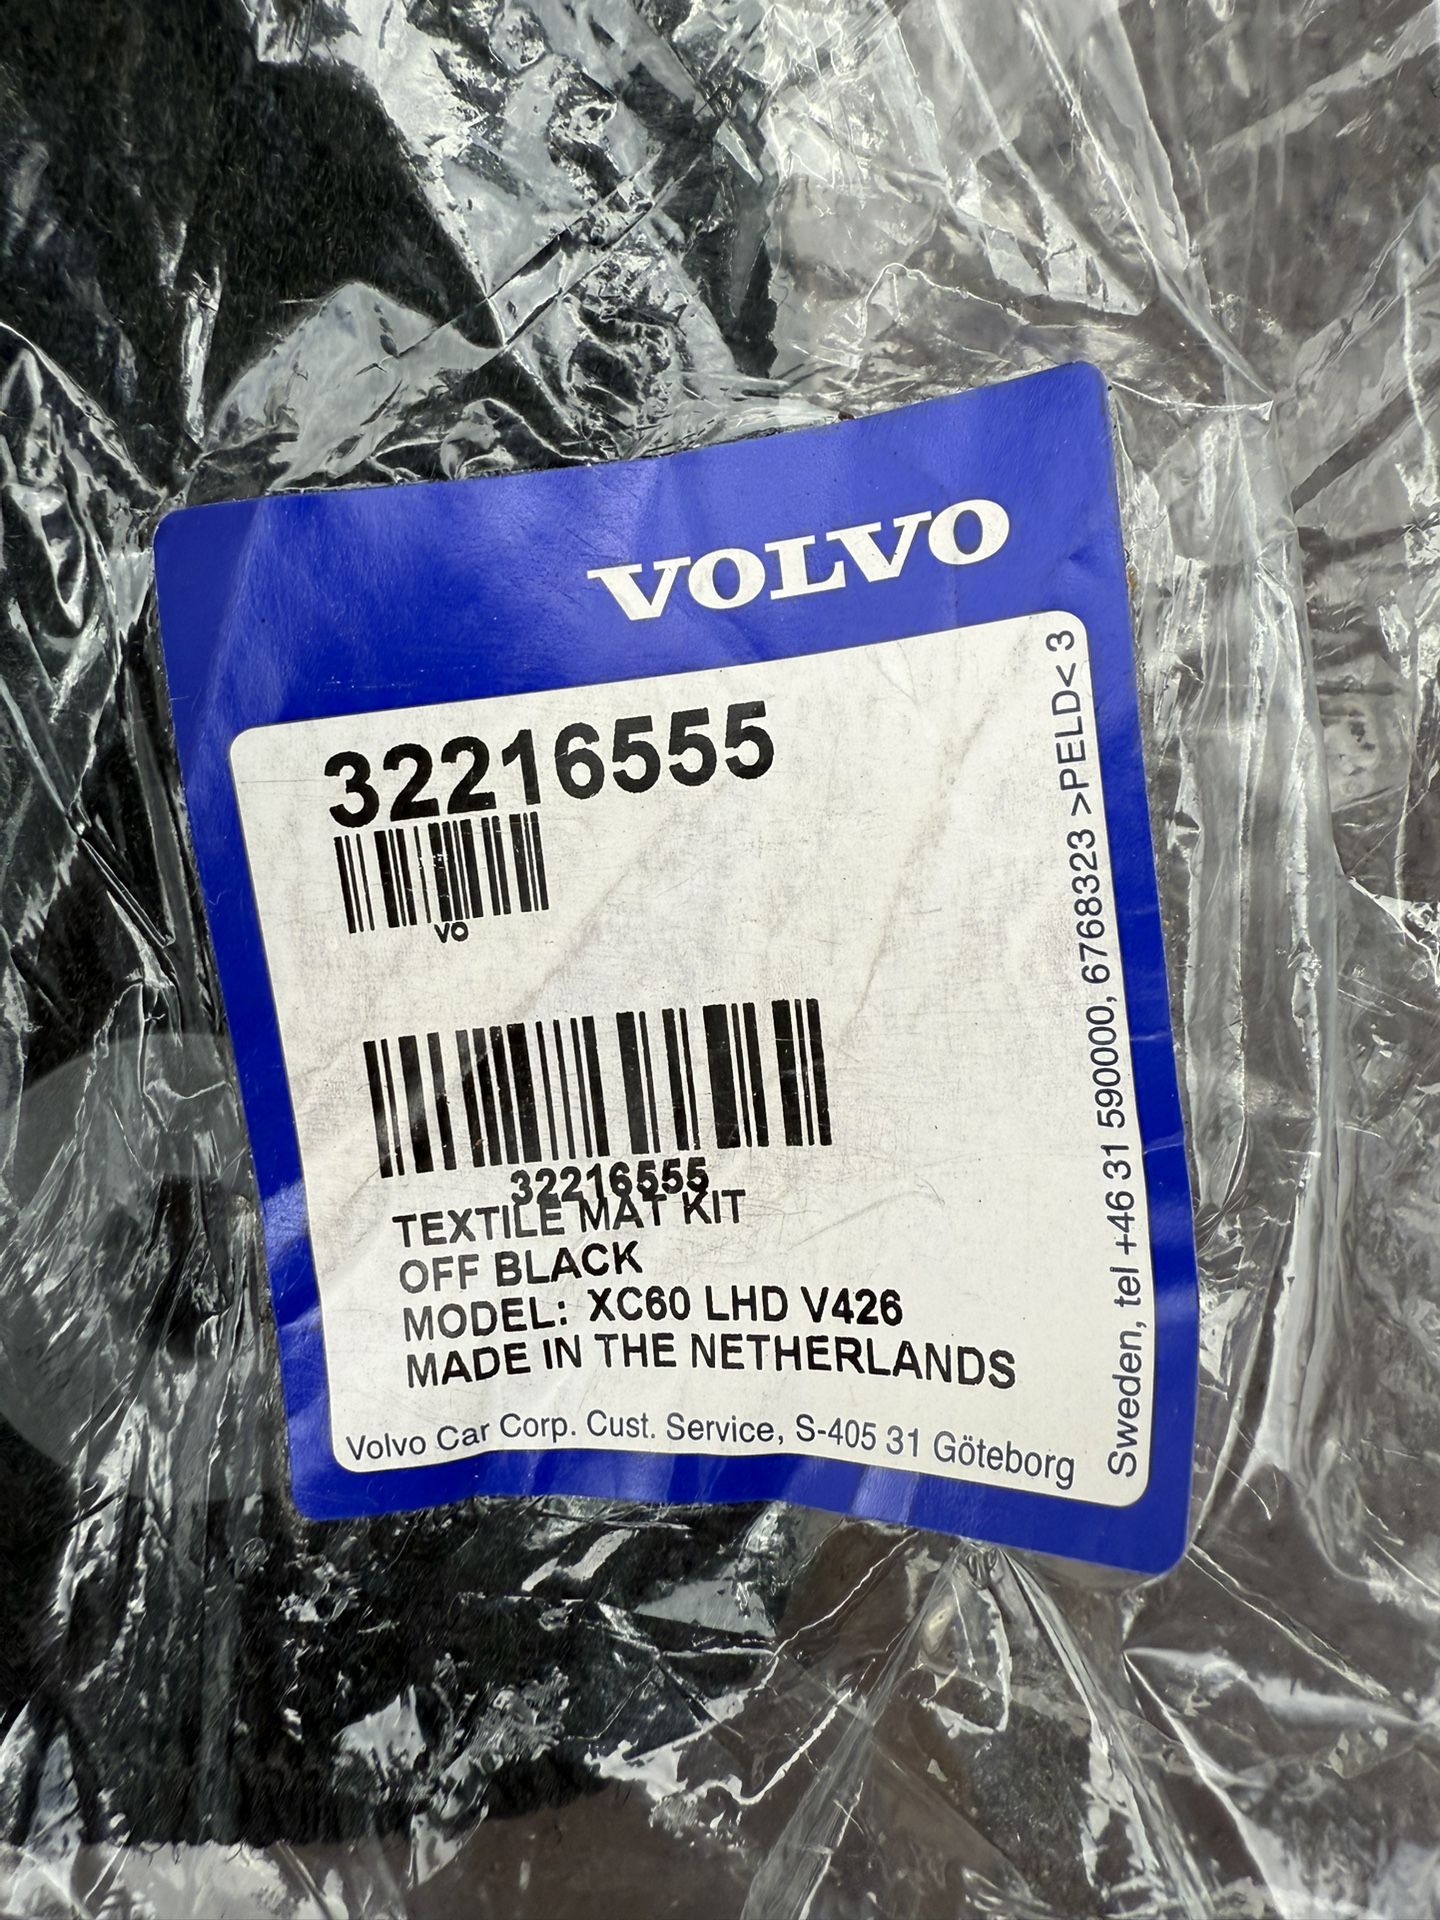 VOLVO
32216555
VO
32216555
TEXTILE MAT KIT
OFF BLACK
MODEL: XC60 LHD V426
MADE IN THE NETHERLANDS
Volvo Car Corp. Cust. Service, S-405 31 Göteborg
Sweden, tel +46 31 590000, 6768323 >PELD< 3